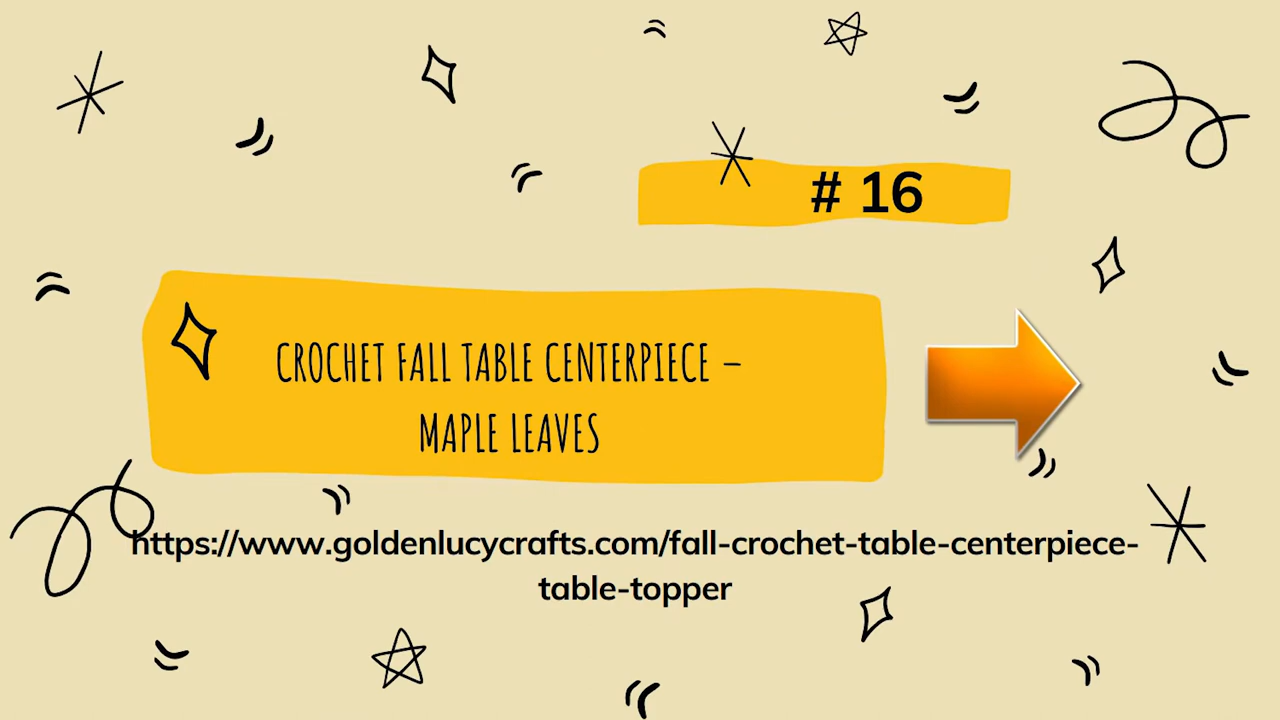 # 16
CROCHET FALL TABLE CENTERPIECE –
MAPLE LEAVES
https://www.goldenlucycrafts.com/fall-crochet-table-centerpiece-
table-topper